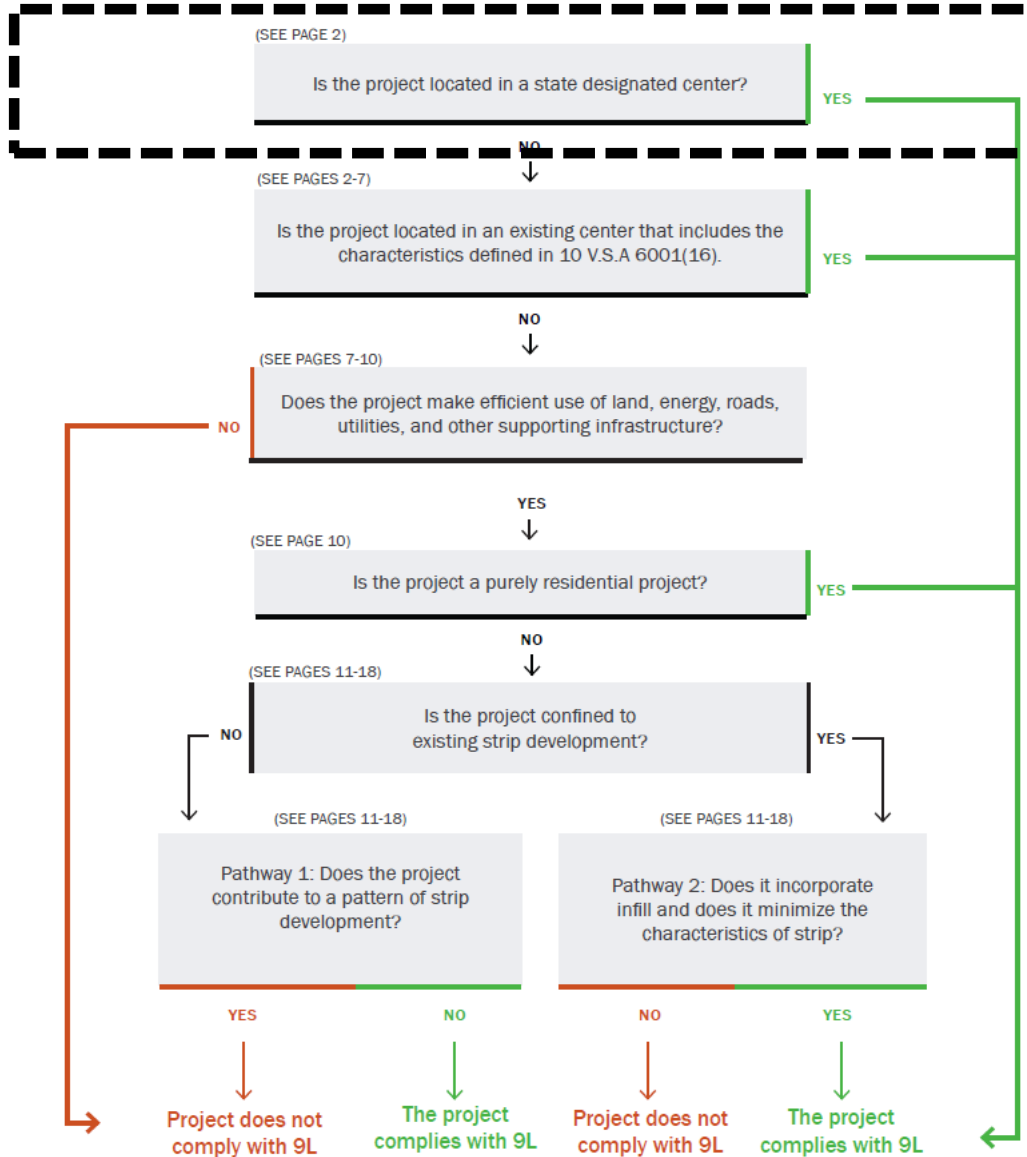 (SEE PAGE 2)
Is the project located in a state designated center?
YES
NO
(SEE PAGES 2-7)
Is the project located in an existing center that includes the
characteristics defined in 10 V.S.A 6001(16).
YES
NO
(SEE PAGES 7-10)
Does the project make efficient use of land, energy, roads,
utilities, and other supporting infrastructure?
NO
YES
(SEE PAGE 10)
Is the project a purely residential project?
YES
NO
(SEE PAGES 11-18)
Is the project confined to
existing strip development?
NO
YES
(SEE PAGES 11-18)
Pathway 1: Does the project
contribute to a pattern of strip
development?
(SEE PAGES 11-18)
Pathway 2: Does it incorporate
infill and does it minimize the
characteristics of strip?
YES
NO
NO
YES
Project does not
comply with 9L
The project
complies with 9L
Project does not
comply with 9L
The project
complies with 9L